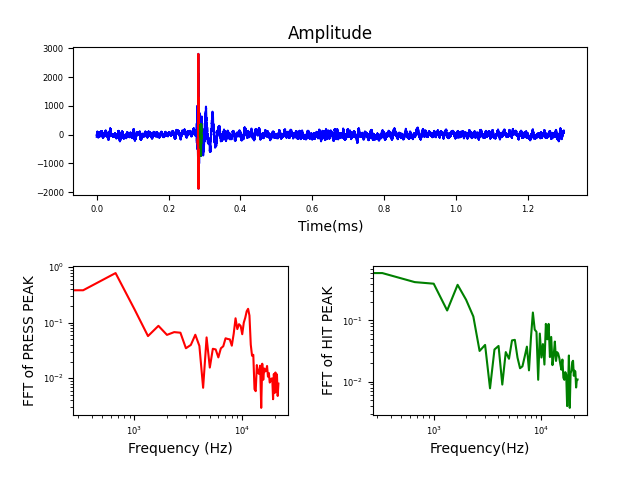 Amplitude
3000
2000
1000
0
−1000
−2000
0.0 0.2 0.4 0.6 0.8 1.0 1.2
Time(ms)
FFT of PRESS PEAK
10⁰
10⁻¹
10⁻²
10³ 10⁴
Frequency (Hz)
FFT of HIT PEAK
10⁻¹
10⁻²
10³ 10⁴
Frequency(Hz)